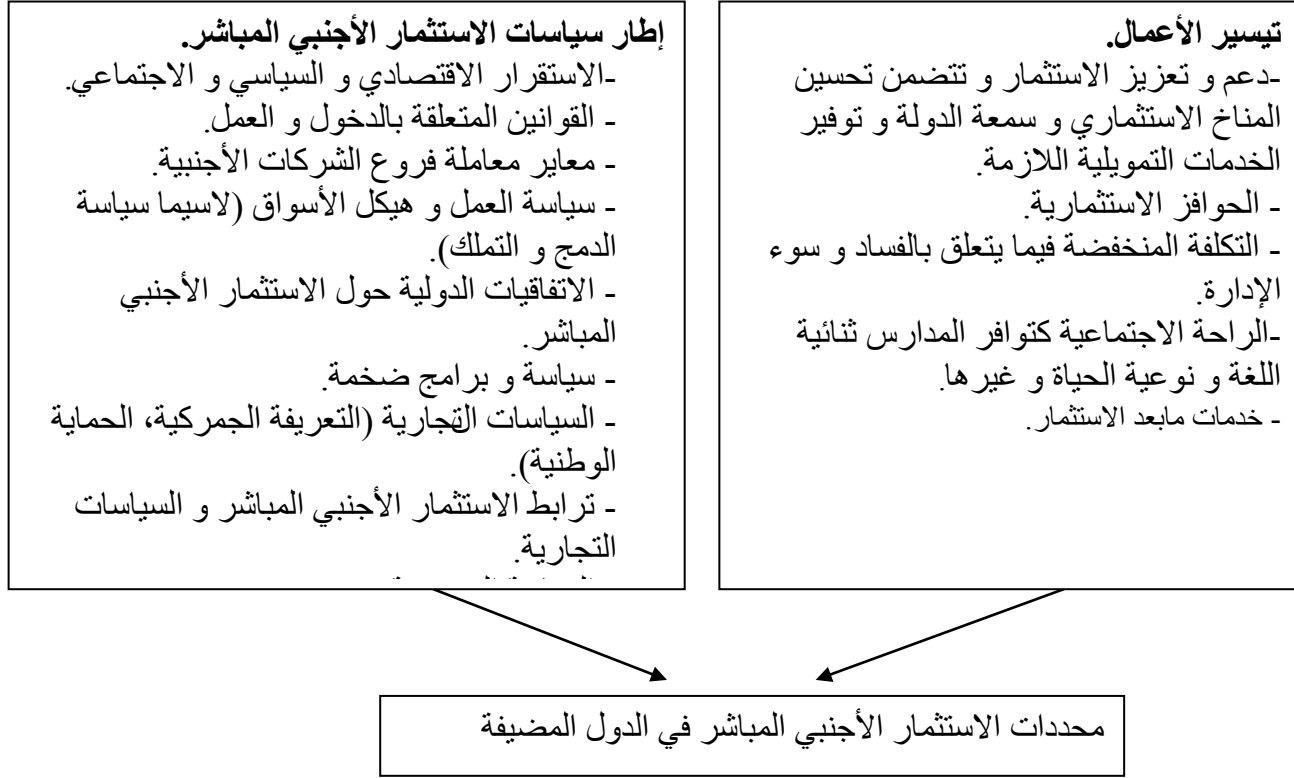 تيسير الأعمال.
-دعم و تعزيز الاستثمار و تتضمن تحسين
المناخ الاستثماري و سمعة الدولة و توفير
الخدمات التمويلية اللازمة.
- الحوافز الاستثمارية.
- التكلفة المنخفضة فيما يتعلق بالفساد و سوء
الإدارة.
-الراحة الاجتماعية كتوافر المدارس ثنائية
اللغة و نوعية الحياة و غيرها.
- خدمات مابعد الاستثمار.
إطار سياسات الاستثمار الأجنبي المباشر.
-الاستقرار الاقتصادي و السياسي و الاجتماعي.
- القوانين المتعلقة بالدخول و العمل.
- معاير معاملة فروع الشركات الأجنبية.
- سياسة العمل و هيكل الأسواق (لاسيما سياسة
الدمج و التملك).
- الاتفاقيات الدولية حول الاستثمار الأجنبي
المباشر.
- سياسة و برامج ضخمة.
- السياسات التجارية (التعريفة الجمركية، الحماية
الوطنية).
- ترابط الاستثمار الأجنبي المباشر و السياسات
التجارية.
محددات الاستثمار الأجنبي المباشر في الدول المضيفة